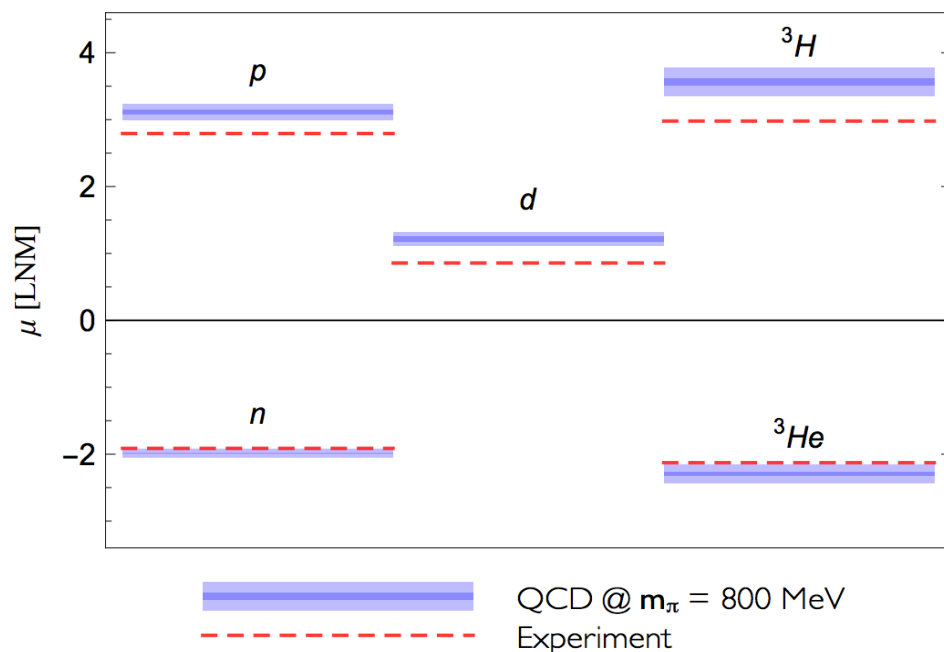 4
2
0
−2
μ [LNM]
p
n
d
³H
³He
QCD @ mπ = 800 MeV
Experiment